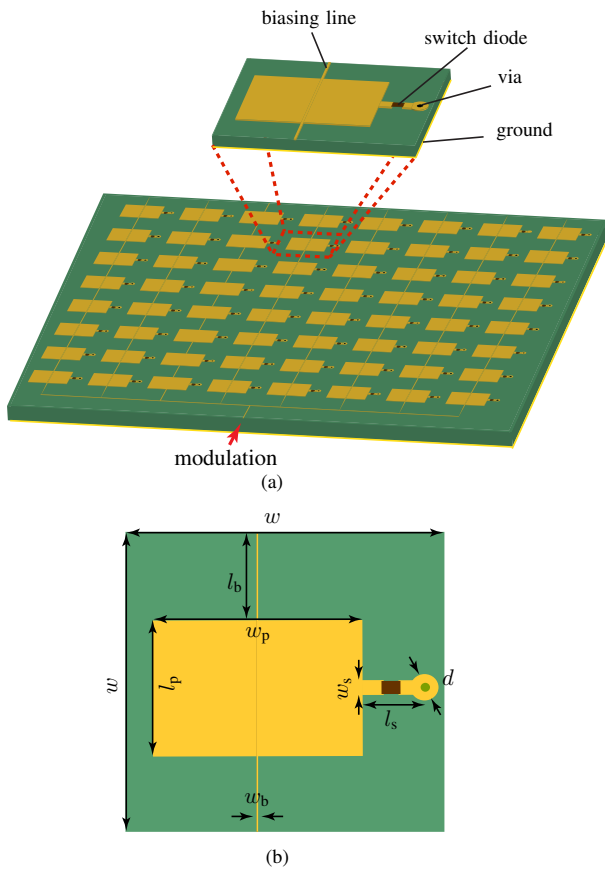 biasing line
switch diode
via
ground
modulation
(a)
w
l_b
w_p
w
l_p
w_s
d
l_s
w_b
(b)